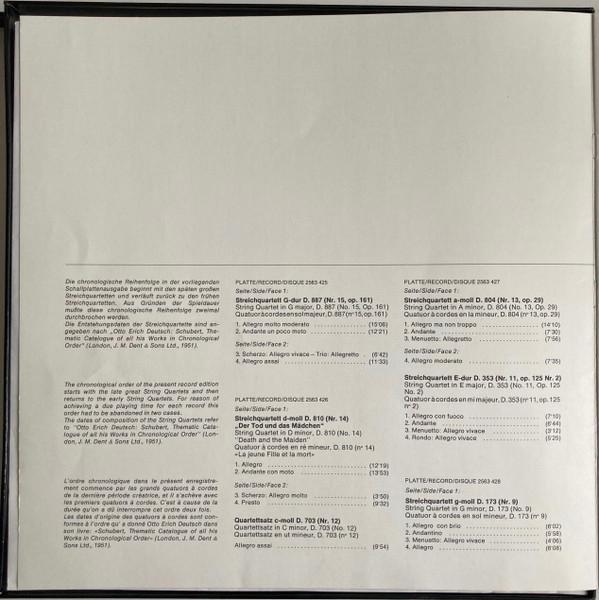 Die chronologische Reihenfolge in der vorliegenden
Schallplattenausgabe beginnt mit den späten großen
Streichquartetten und verläuft zurück zu den frühen
Streichquartetten. Aus Gründen der Spieldauer
mußte diese chronologische Reihenfolge zweimal
durchbrochen werden.
Die Entstehungsdaten der Streichquartette sind an-
gegeben nach „Otto Erich Deutsch: Schubert, The-
matic Catalogue of all his Works in Chronological
Order" (London, J. M. Dent & Sons Ltd., 1951).
The chronological order of the present record edition
starts with the late great String Quartets and then
returns to the early String Quartets. For reason of
achieving a due playing time for each record this
order had to be abandoned in two cases.
The dates of composition of the String Quartets refer
to "Otto Erich Deutsch: Schubert, Thematic Cata-
logue of all his Works in Chronological Order" (Lon-
don, J. M. Dent & Sons Ltd., 1951).
L'ordre chronologique dans le présent enregistre-
ment commence par les grands quatuors à cordes
de la dernière période créatrice, et il s'achève avec
les premiers quatuors à cordes. C'est à cause de la
durée qu'on a dû interrompre cet ordre deux fois.
Les dates d'origine des quatuors à cordes sont con-
formes à l'ordre qu' a donné Otto Erich Deutsch dans
son livre: «Schubert, Thematic Catalogue of all his
Works in Chronological Order» (London, J. M. Dent &
Sons Ltd., 1951).
PLATTE/RECORD/DISQUE 2563 425
Seite/Side/Face 1:
Streichquartett G-dur D. 887 (Nr. 15, op. 161)
String Quartet in G major, D. 887 (No. 15, Op. 161)
Quatuor à cordes en sol majeur, D. 887 (nº 15, op. 161)
1. Allegro molto moderato (15'06)
2. Andante un poco moto (12'21)
Seite/Side/Face 2:
3. Scherzo: Allegro vivace – Trio: Allegretto (6'42)
4. Allegro assai (11'33)
PLATTE/RECORD/DISQUE 2563 426
Seite/Side/Face 1:
Streichquartett d-moll D. 810 (Nr. 14)
„Der Tod und das Mädchen"
String Quartet in D minor, D. 810 (No. 14)
"Death and the Maiden"
Quatuor à cordes en ré mineur, D. 810 (nº 14)
«La jeune Fille et la mort»
1. Allegro (12'19)
2. Andante con moto (13'53)
Seite/Side/Face 2:
3. Scherzo: Allegro molto (3'50)
4. Presto (9'32)
Quartettsatz c-moll D. 703 (Nr. 12)
Quartettsatz in C minor, D. 703 (No. 12)
Quartettsatz en ut mineur, D. 703 (nº 12)
Allegro assai (9'54)
PLATTE/RECORD/DISQUE 2563 427
Seite/Side/Face 1:
Streichquartett a-moll D. 804 (Nr. 13, op. 29)
String Quartet in A minor, D. 804 (No. 13, Op. 29)
Quatuor à cordes en la mineur, D. 804 (nº 13, op. 29)
1. Allegro ma non troppo (14'10)
2. Andante (7'30)
3. Menuetto: Allegretto (7'56)
Seite/Side/Face 2:
4. Allegro moderato (7'35)
Streichquartett E-dur D. 353 (Nr. 11, op. 125 Nr. 2)
String Quartet in E major, D. 353 (No. 11, Op. 125
No. 2)
Quatuor à cordes en mi majeur, D. 353 (nº 11, op. 125
nº 2)
1. Allegro con fuoco (7'10)
2. Andante (6'44)
3. Menuetto: Allegro vivace (3'12)
4. Rondo: Allegro vivace (5'25)
PLATTE/RECORD/DISQUE 2563 428
Seite/Side/Face 1:
Streichquartett g-moll D. 173 (Nr. 9)
String Quartet in G minor, D. 173 (No. 9)
Quatuor à cordes en sol mineur, D. 173 (nº 9)
1. Allegro con brio (6'02)
2. Andantino (5'58)
3. Menuetto: Allegro vivace (4'06)
4. Allegro (6'08)